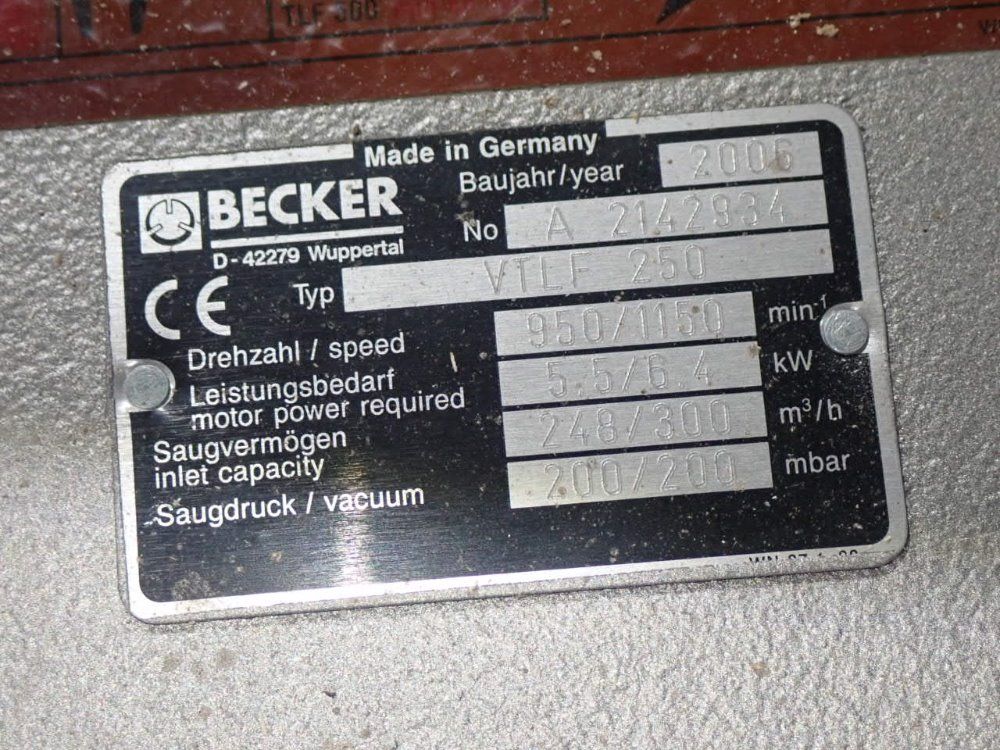 TLF 500
Made in Germany
BECKER
D-42279 Wuppertal
Baujahr/year 2006
No A 2142934
CE Typ VTLF 250
Drehzahl / speed 950/1150 min-1
Leistungsbedarf
motor power required 5.5/6.4 kW
Saugvermögen
inlet capacity 248/300 m³/h
Saugdruck / vacuum 200/200 mbar